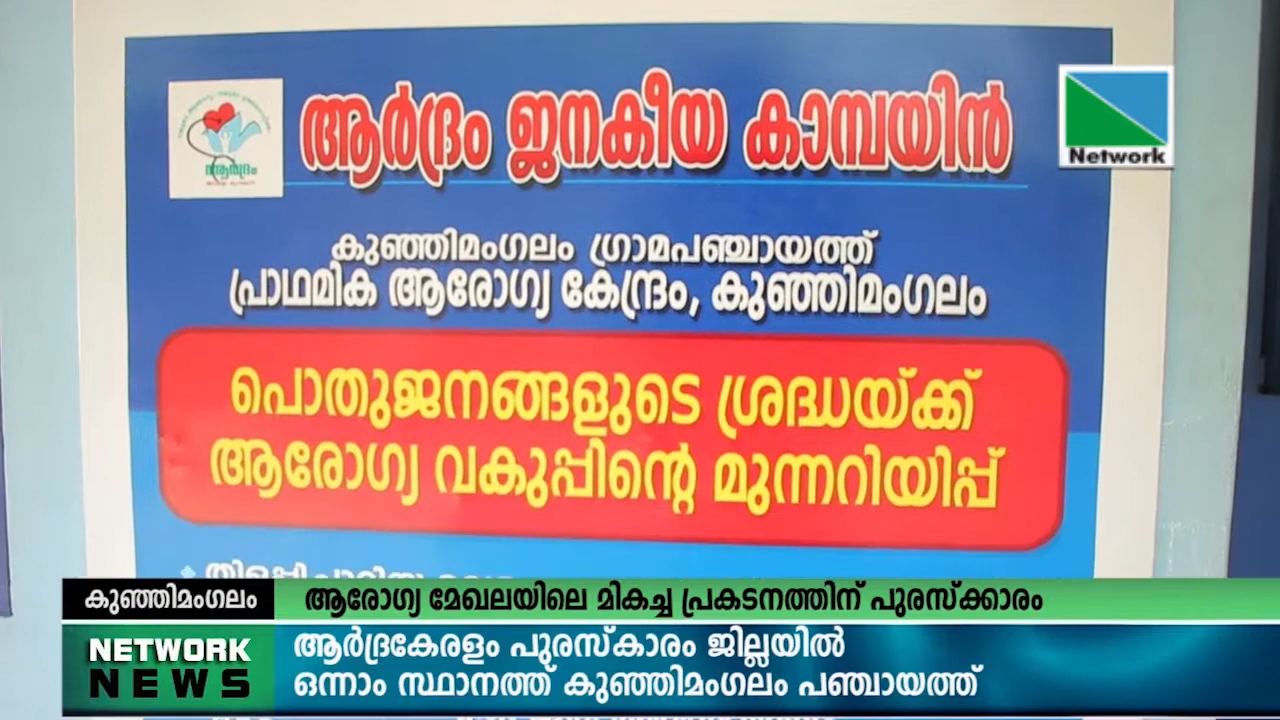 ആർദ്രം ജനകീയ കാമ്പയിൻ
ആർദ്രം
Network
കുഞ്ഞിമംഗലം ഗ്രാമപഞ്ചായത്ത്
പ്രാഥമിക ആരോഗ്യ കേന്ദ്രം, കുഞ്ഞിമംഗലം
പൊതുജനങ്ങളുടെ ശ്രദ്ധയ്ക്ക്
ആരോഗ്യ വകുപ്പിന്റെ മുന്നറിയിപ്പ്
കുഞ്ഞിമംഗലം
ആരോഗ്യ മേഖലയിലെ മികച്ച പ്രകടനത്തിന് പുരസ്ക്കാരം
NETWORK
NEWS
ആർദ്രകേരളം പുരസ്കാരം ജില്ലയിൽ
ഒന്നാം സ്ഥാനത്ത് കുഞ്ഞിമംഗലം പഞ്ചായത്ത്